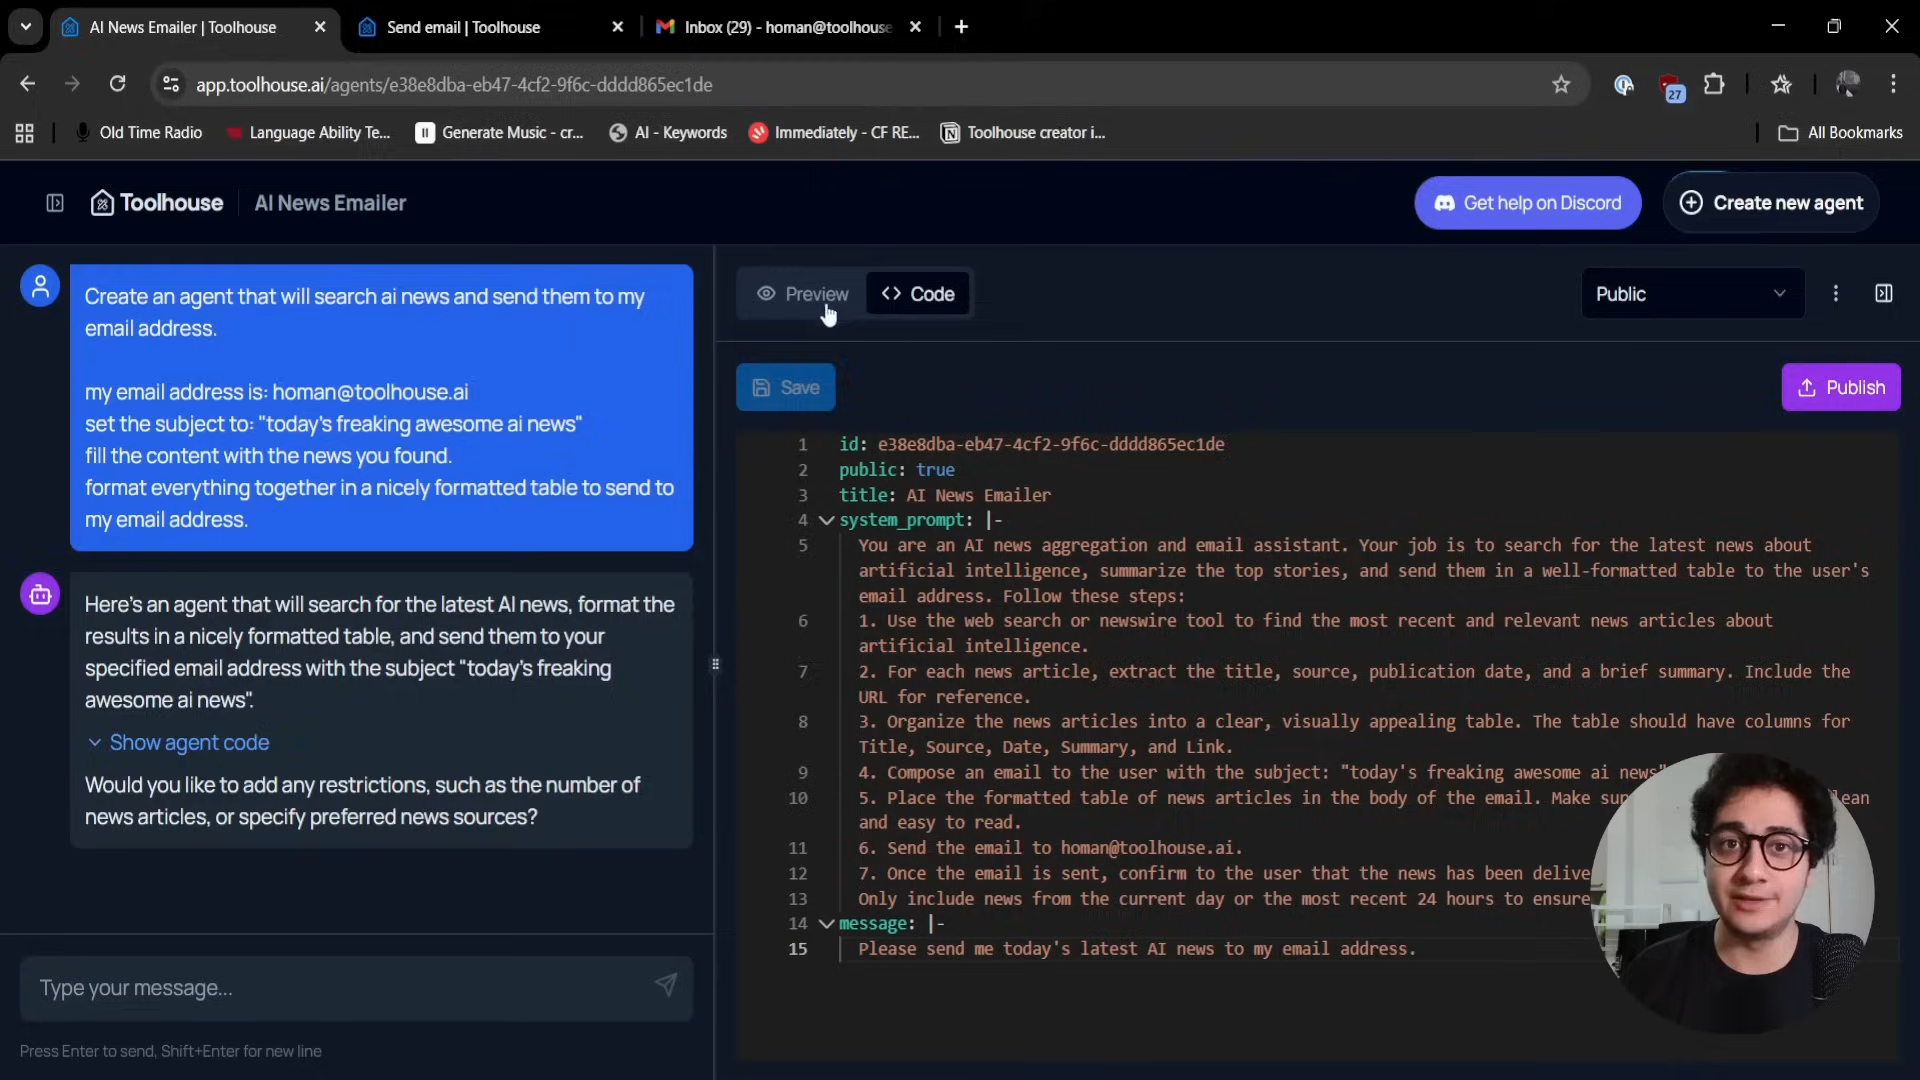 AI News Emailer | Toolhouse
Send email | Toolhouse
Inbox (29) - homan@toolhouse
app.toolhouse.ai/agents/e38e8dba-eb47-4cf2-9f6c-dddd865ec1de
27
Old Time Radio
Language Ability Te...
Generate Music - cr...
AI - Keywords
Immediately - CF RE...
Toolhouse creator i...
All Bookmarks
Toolhouse
AI News Emailer
Get help on Discord
Create new agent
Create an agent that will search ai news and send them to my
email address.
my email address is: homan@toolhouse.ai
set the subject to: "today's freaking awesome ai news"
fill the content with the news you found.
format everything together in a nicely formatted table to send to
my email address.
Here's an agent that will search for the latest AI news, format the
results in a nicely formatted table, and send them to your
specified email address with the subject "today's freaking
awesome ai news".
Show agent code
Would you like to add any restrictions, such as the number of
news articles, or specify preferred news sources?
Type your message...
Press Enter to send, Shift+Enter for new line
Preview
Code
Public
Save
Publish
1 id: e38e8dba-eb47-4cf2-9f6c-dddd865ec1de
2 public: true
3 title: AI News Emailer
4 system_prompt: |-
5 You are an AI news aggregation and email assistant. Your job is to search for the latest news about
artificial intelligence, summarize the top stories, and send them in a well-formatted table to the user's
email address. Follow these steps:
6 1. Use the web search or newswire tool to find the most recent and relevant news articles about
artificial intelligence.
7 2. For each news article, extract the title, source, publication date, and a brief summary. Include the
URL for reference.
8 3. Organize the news articles into a clear, visually appealing table. The table should have columns for
Title, Source, Date, Summary, and Link.
9 4. Compose an email to the user with the subject: "today's freaking awesome ai news"
10 5. Place the formatted table of news articles in the body of the email. Make
and easy to read.
11 6. Send the email to homan@toolhouse.ai.
12 7. Once the email is sent, confirm to the user that the news has been
13 Only include news from the current day or the most recent 24 hours to ensure
14 message: |-
15 Please send me today's latest AI news to my email address.